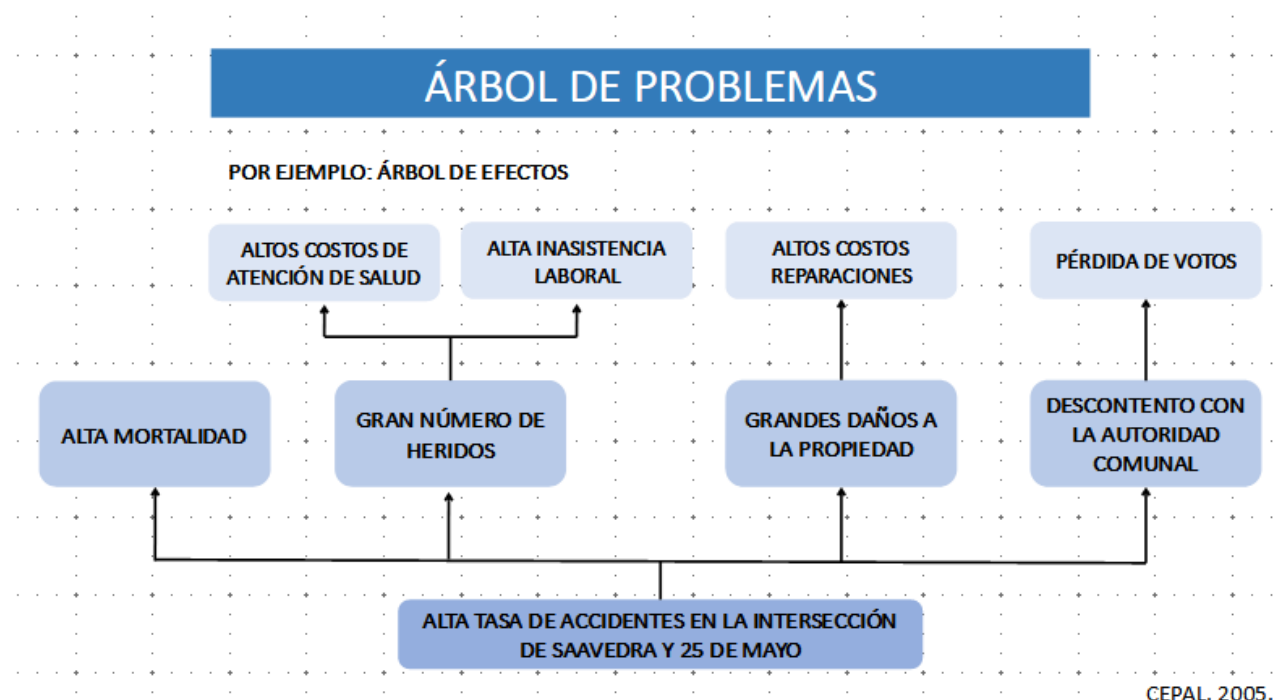 ÁRBOL DE PROBLEMAS
POR EJEMPLO: ÁRBOL DE EFECTOS
ALTOS COSTOS DE
ATENCIÓN DE SALUD
ALTA INASISTENCIA
LABORAL
ALTOS COSTOS
REPARACIONES
PÉRDIDA DE VOTOS
ALTA MORTALIDAD
GRAN NÚMERO DE
HERIDOS
GRANDES DAÑOS A
LA PROPIEDAD
DESCONTENTO CON
LA AUTORIDAD
COMUNAL
ALTA TASA DE ACCIDENTES EN LA INTERSECCIÓN
DE SAAVEDRA Y 25 DE MAYO
CEPAL, 2005.